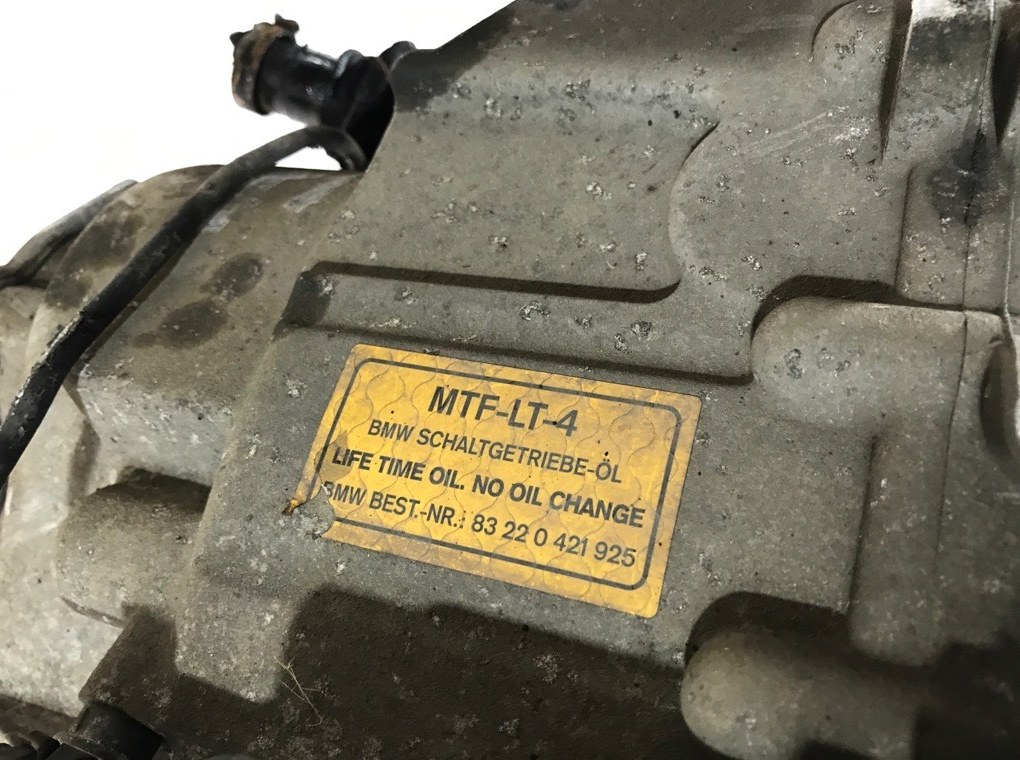 MTF-LT-4
BMW SCHALTGETRIEBE-ÖL
LIFE TIME OIL. NO OIL CHANGE
BMW BEST.-NR.: 83 22 0 421 925